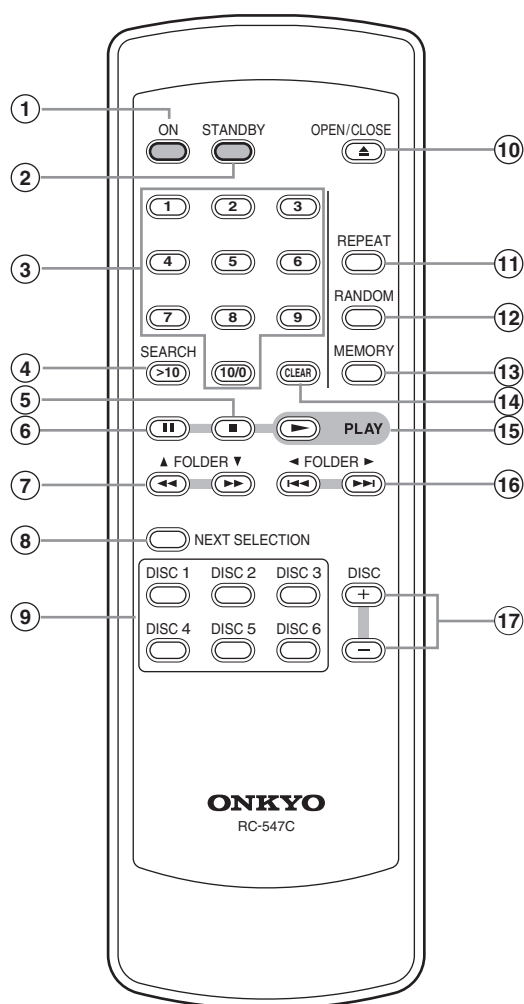 1
ON STANDBY OPEN/CLOSE
2
10
1 2 3
3
4 5 6
REPEAT
11
7 8 9
RANDOM
12
SEARCH
MEMORY
4
>10 10/0 CLEAR
13
5
14
6
PLAY
15
▲ FOLDER ▼ ◄ FOLDER ►
7
16
8
NEXT SELECTION
DISC 1 DISC 2 DISC 3 DISC
+
9
17
DISC 4 DISC 5 DISC 6
−
ONKYO
RC-547C